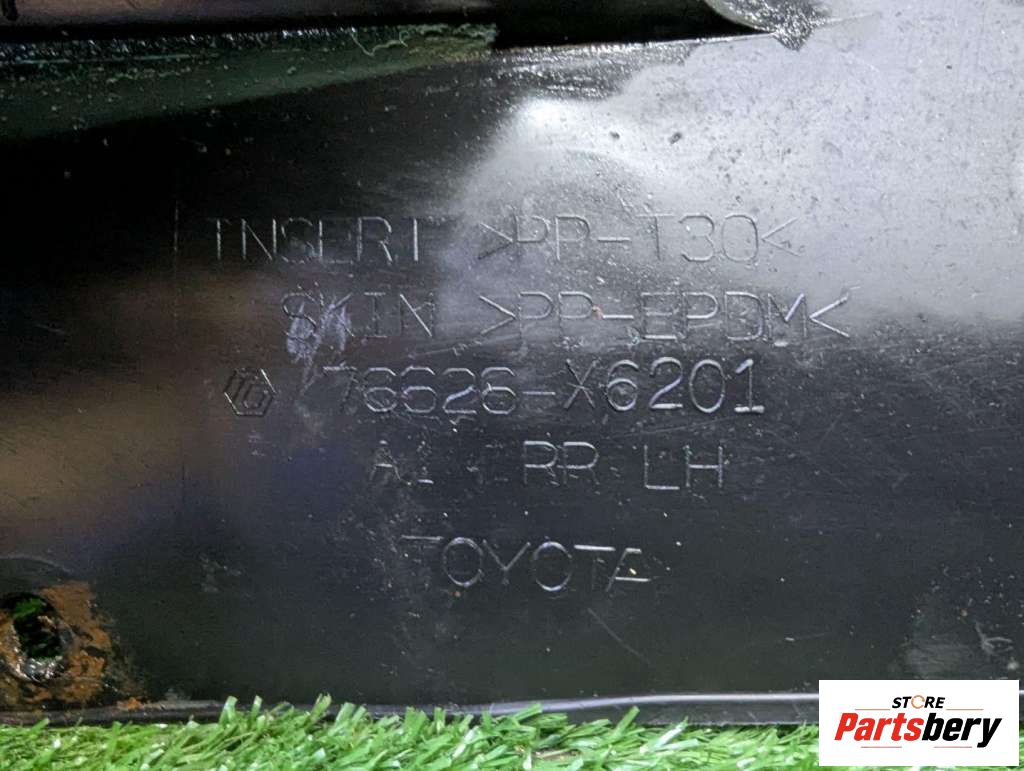 INSERT >PP-T30<
SKIN >PP-EPDM<
76626-X6201
RR LH
TOYOTA
STORE
Partsbery